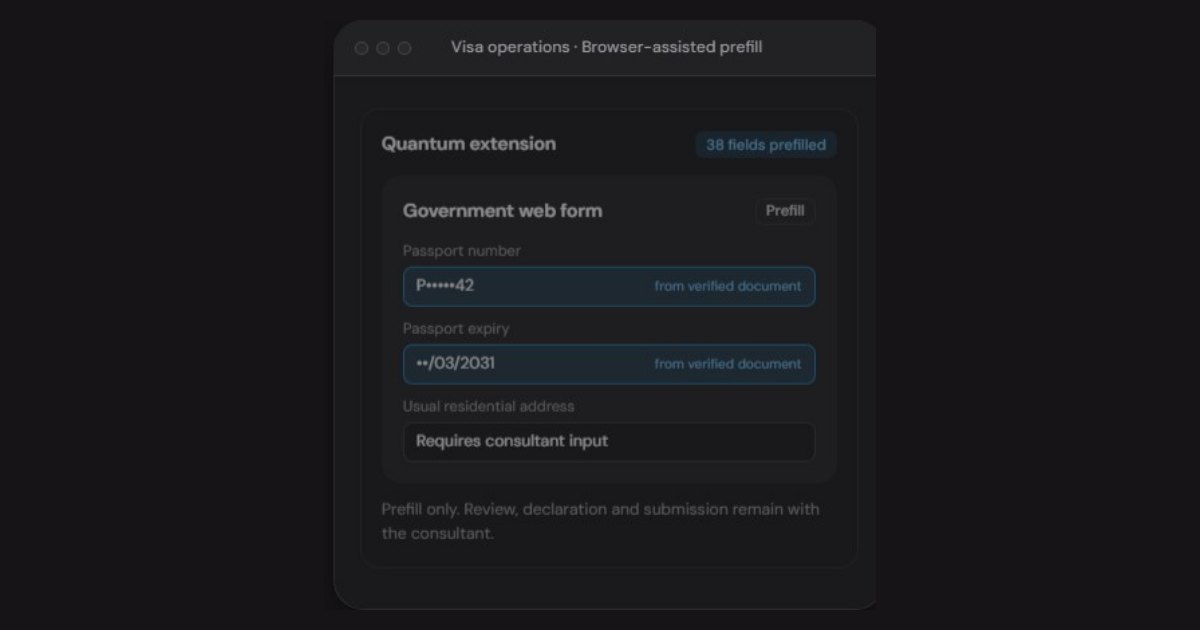 Visa operations · Browser-assisted prefill
Quantum extension
38 fields prefilled
Government web form
Prefill
Passport number
P•••••42
from verified document
Passport expiry
••/03/2031
from verified document
Usual residential address
Requires consultant input
Prefill only. Review, declaration and submission remain with
the consultant.